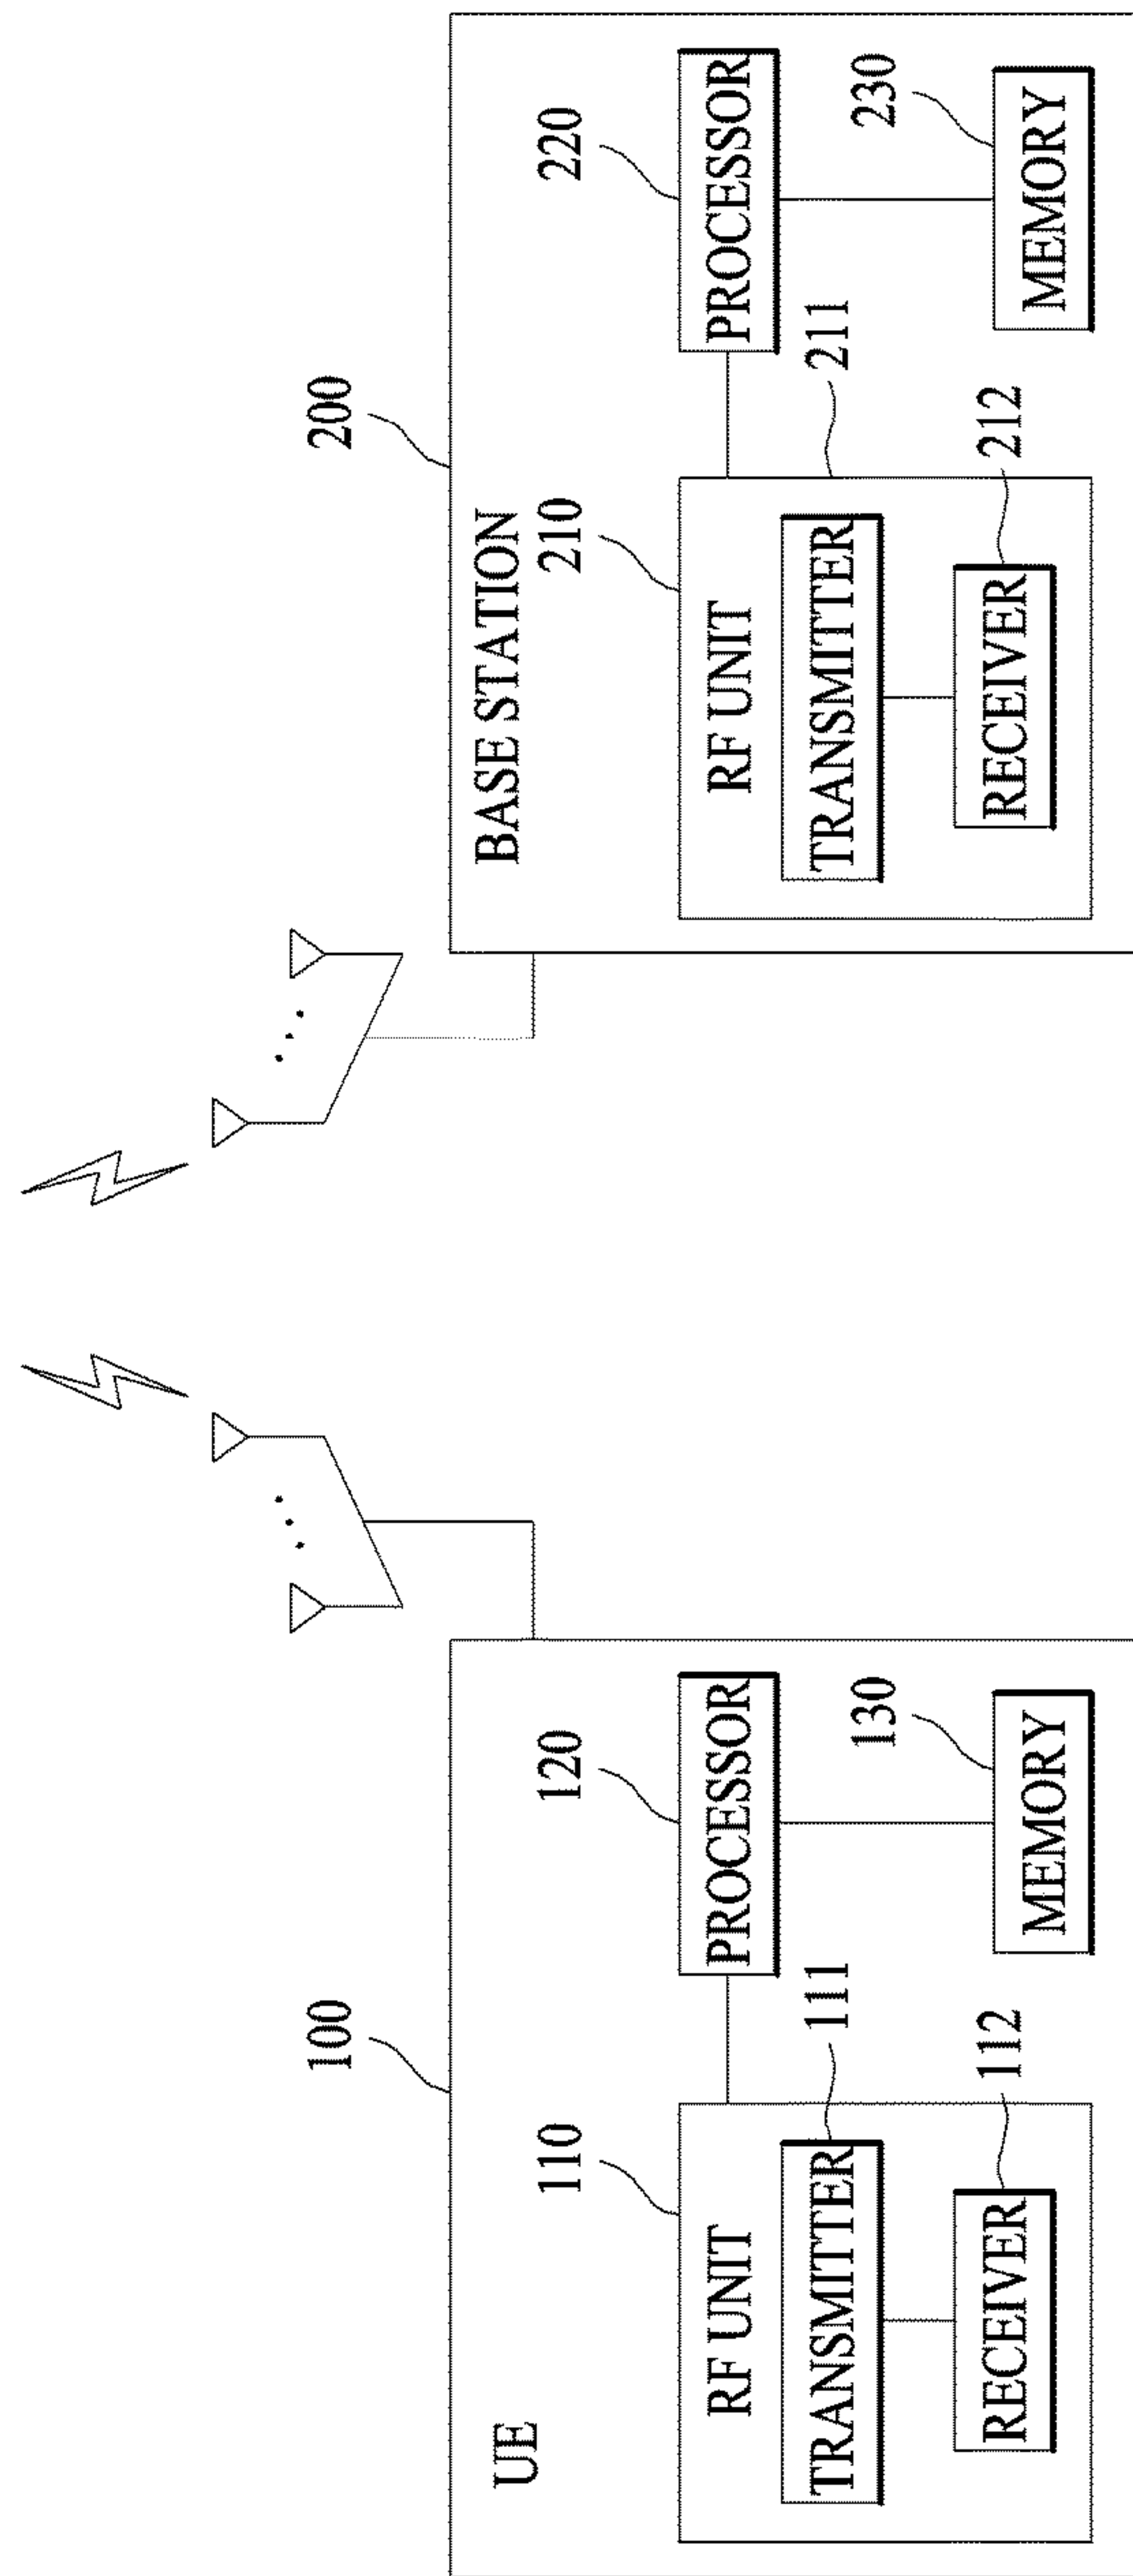 100
UE
110
120
RF UNIT
PROCESSOR
TRANSMITTER
111
130
RECEIVER
112
MEMORY
200
BASE STATION
210
220
RF UNIT
PROCESSOR
TRANSMITTER
211
230
RECEIVER
212
MEMORY